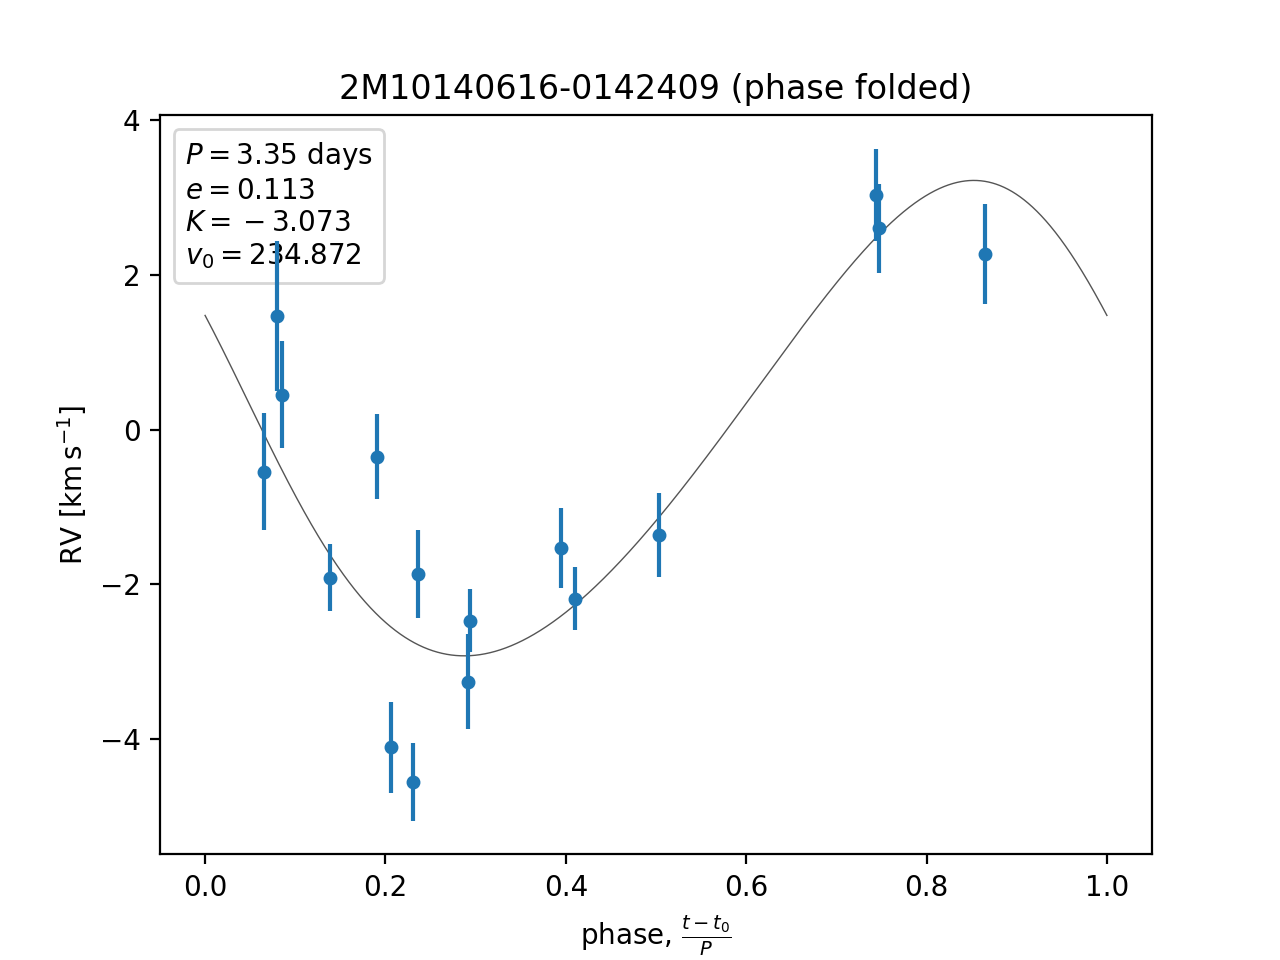 2M10140616-0142409 (phase folded)
P = 3.35 days
e = 0.113
K = −3.073
v₀ = 234.872
4
2
0
−2
−4
RV [km s⁻¹]
0.0 0.2 0.4 0.6 0.8 1.0
phase, (t − t₀)/P